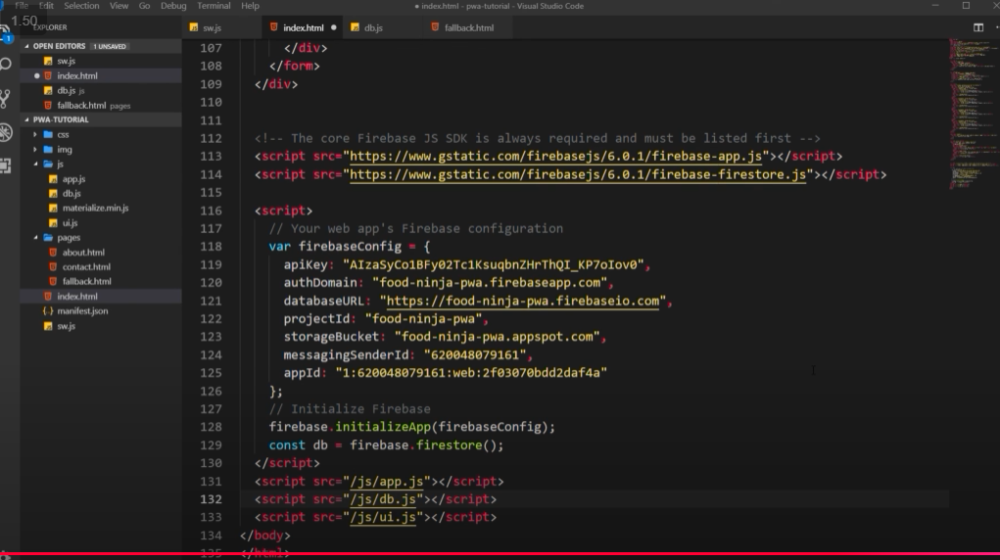 File Edit Selection View Go Debug Terminal Help
● index.html - pwa-tutorial - Visual Studio Code
1.50
EXPLORER
OPEN EDITORS 1 UNSAVED
sw.js
index.html
db.js js
fallback.html pages
PWA-TUTORIAL
css
img
js
app.js
db.js
materialize.min.js
ui.js
pages
about.html
contact.html
fallback.html
index.html
manifest.json
sw.js
sw.js index.html ● db.js fallback.html
107 </div>
108 </form>
109 </div>
110
111
112 <!-- The core Firebase JS SDK is always required and must be listed first -->
113 <script src="https://www.gstatic.com/firebasejs/6.0.1/firebase-app.js"></script>
114 <script src="https://www.gstatic.com/firebasejs/6.0.1/firebase-firestore.js"></script>
115
116 <script>
117 // Your web app's Firebase configuration
118 var firebaseConfig = {
119 apiKey: "AIzaSyCo1BFy02Tc1KsuqbnZHrThQI_KP7oIov0",
120 authDomain: "food-ninja-pwa.firebaseapp.com",
121 databaseURL: "https://food-ninja-pwa.firebaseio.com",
122 projectId: "food-ninja-pwa",
123 storageBucket: "food-ninja-pwa.appspot.com",
124 messagingSenderId: "620048079161",
125 appId: "1:620048079161:web:2f03070bdd2daf4a"
126 };
127 // Initialize Firebase
128 firebase.initializeApp(firebaseConfig);
129 const db = firebase.firestore();
130 </script>
131 <script src="/js/app.js"></script>
132 <script src="/js/db.js"></script>
133 <script src="/js/ui.js"></script>
134 </body>
135 </html>